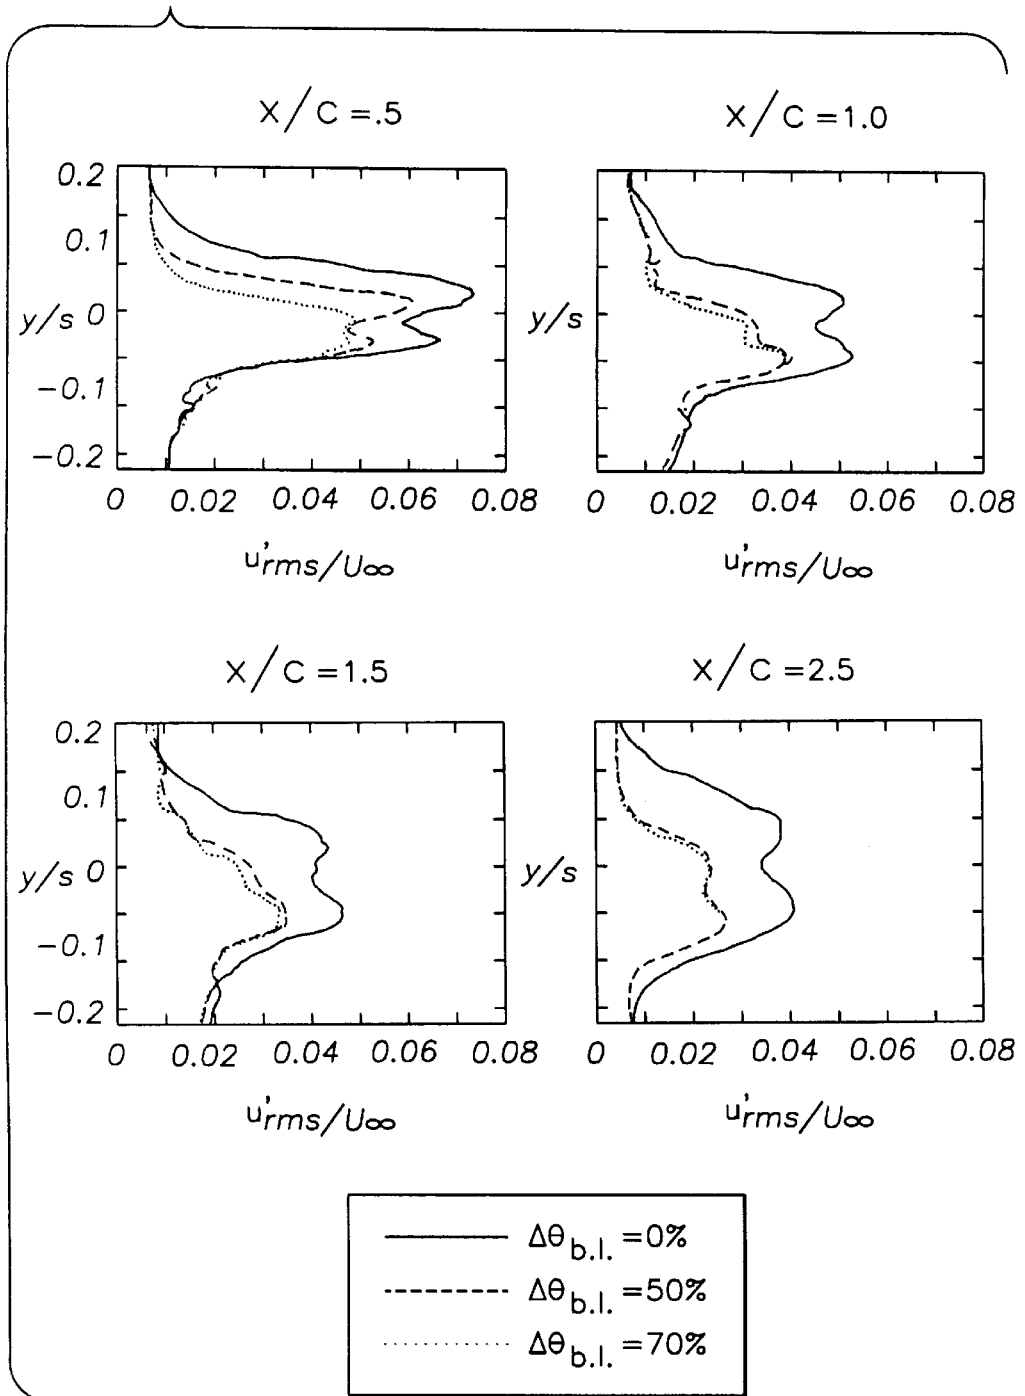 X/C =.5
X/C =1.0
0.2
0.1
y/s 0
−0.1
−0.2
0 0.02 0.04 0.06 0.08
u'rms/U∞
y/s
0 0.02 0.04 0.06 0.08
u'rms/U∞
X/C =1.5
X/C =2.5
0.2
0.1
y/s 0
−0.1
−0.2
0 0.02 0.04 0.06 0.08
u'rms/U∞
y/s
0 0.02 0.04 0.06 0.08
u'rms/U∞
Δθb.l. =0%
Δθb.l. =50%
Δθb.l. =70%